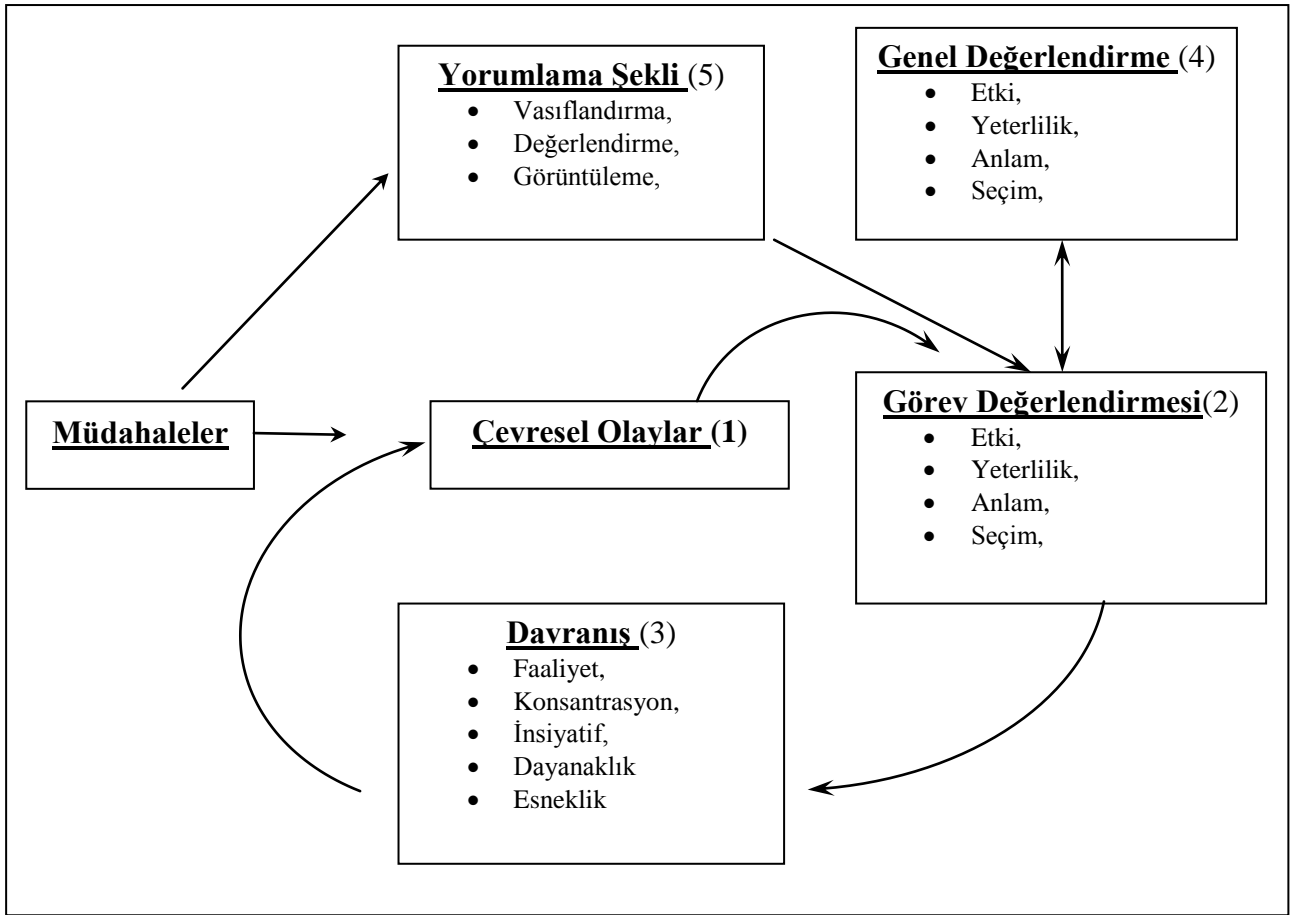 Yorumlama Şekli (5)
• Vasıflandırma,
• Değerlendirme,
• Görüntüleme,
Genel Değerlendirme (4)
• Etki,
• Yeterlilik,
• Anlam,
• Seçim,
Müdahaleler
Çevresel Olaylar (1)
Görev Değerlendirmesi(2)
• Etki,
• Yeterlilik,
• Anlam,
• Seçim,
Davranış (3)
• Faaliyet,
• Konsantrasyon,
• İnsiyatif,
• Dayanaklık
• Esneklik